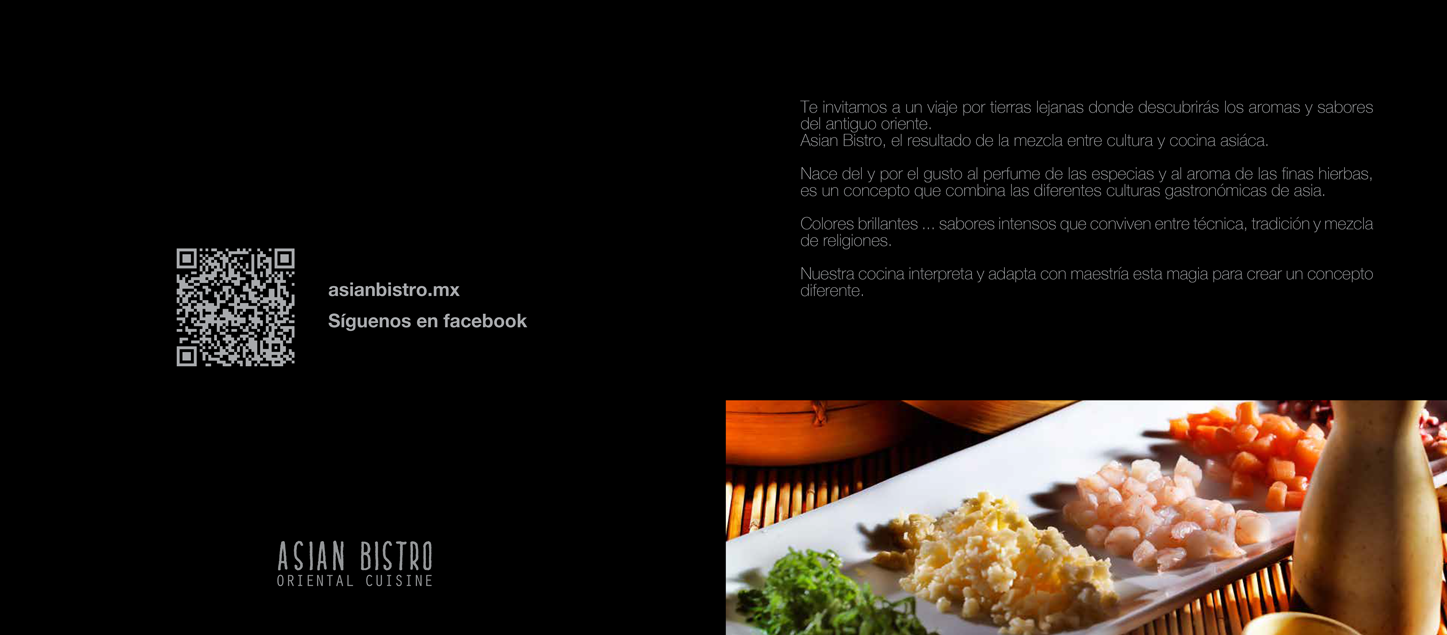 Te invitamos a un viaje por tierras lejanas donde descubrirás los aromas y sabores
del antiguo oriente.
Asian Bistro, el resultado de la mezcla entre cultura y cocina asiáca.
Nace del y por el gusto al perfume de las especias y al aroma de las finas hierbas,
es un concepto que combina las diferentes culturas gastronómicas de asia.
Colores brillantes ... sabores intensos que conviven entre técnica, tradición y mezcla
de religiones.
Nuestra cocina interpreta y adapta con maestría esta magia para crear un concepto
diferente.
asianbistro.mx
Síguenos en facebook
ASIAN BISTRO
ORIENTAL CUISINE